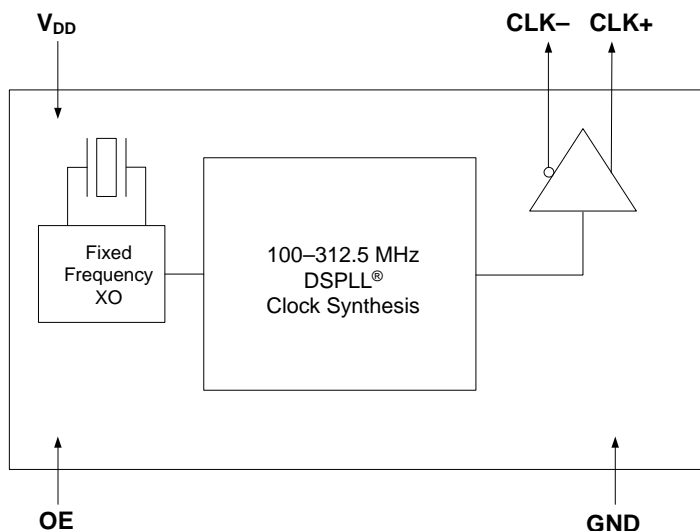 VDD
CLK– CLK+
Fixed
Frequency
XO
100–312.5 MHz
DSPLL®
Clock Synthesis
OE
GND